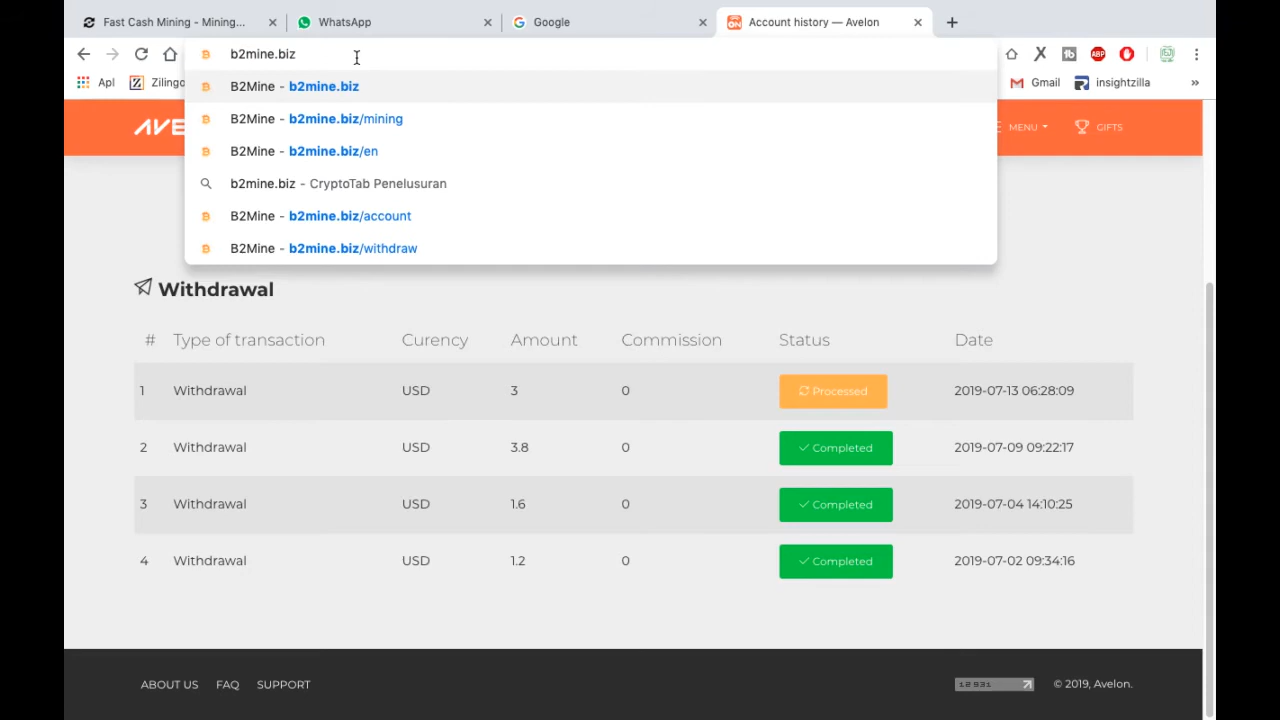 Fast Cash Mining - Mining...
WhatsApp
Google
Account history — Avelon
b2mine.biz
Apl
Zilingo
B2Mine - b2mine.biz
B2Mine - b2mine.biz/mining
B2Mine - b2mine.biz/en
b2mine.biz - CryptoTab Penelusuran
B2Mine - b2mine.biz/account
B2Mine - b2mine.biz/withdraw
tb
ABP
Gmail
insightzilla
»
AVE
ON
MENU
GIFTS
Withdrawal
# Type of transaction Curency Amount Commission Status Date
1 Withdrawal USD 3 0 Processed 2019-07-13 06:28:09
2 Withdrawal USD 3.8 0 Completed 2019-07-09 09:22:17
3 Withdrawal USD 1.6 0 Completed 2019-07-04 14:10:25
4 Withdrawal USD 1.2 0 Completed 2019-07-02 09:34:16
ABOUT US FAQ SUPPORT
© 2019, Avelon.